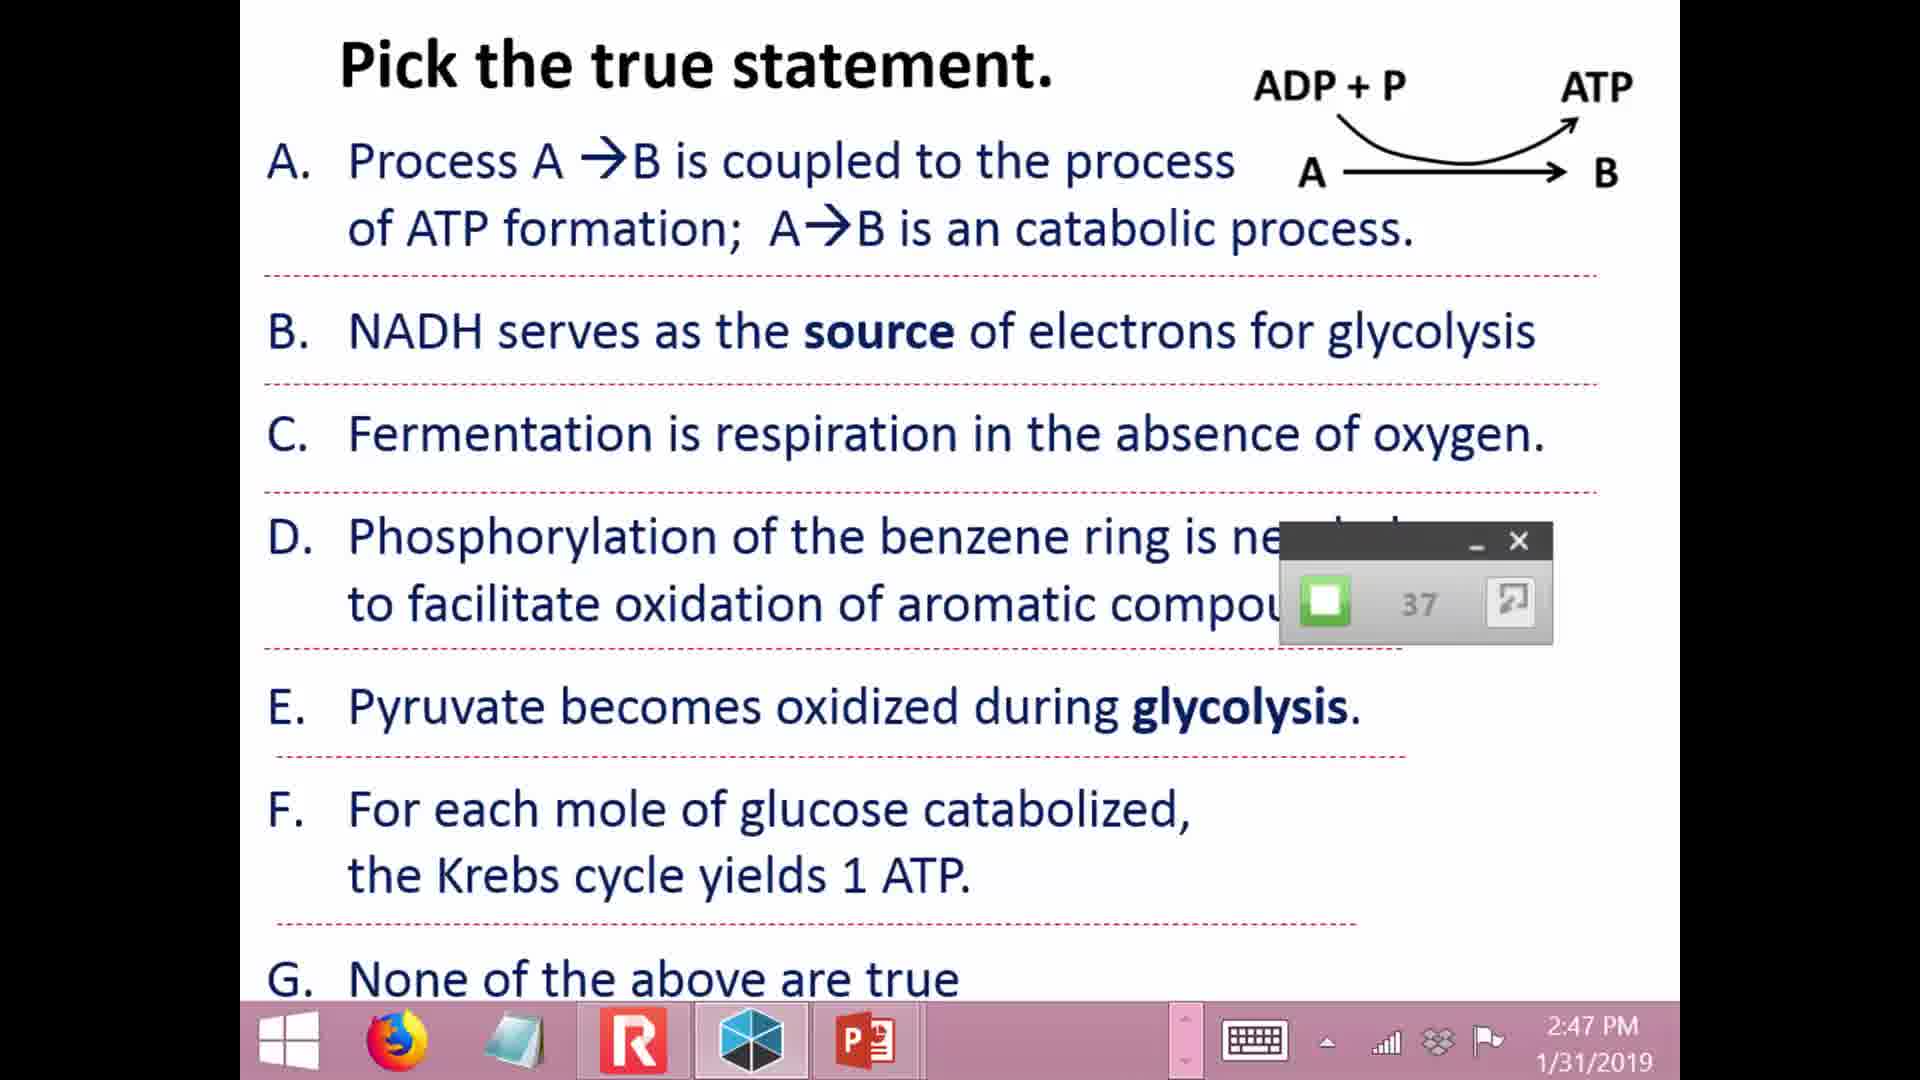 Pick the true statement.
ADP + P ATP
A B
A. Process A →B is coupled to the process
of ATP formation; A→B is an catabolic process.
B. NADH serves as the source of electrons for glycolysis
C. Fermentation is respiration in the absence of oxygen.
D. Phosphorylation of the benzene ring is
to facilitate oxidation of aromatic
37
E. Pyruvate becomes oxidized during glycolysis.
F. For each mole of glucose catabolized,
the Krebs cycle yields 1 ATP.
G. None of the above are true
2:47 PM
1/31/2019